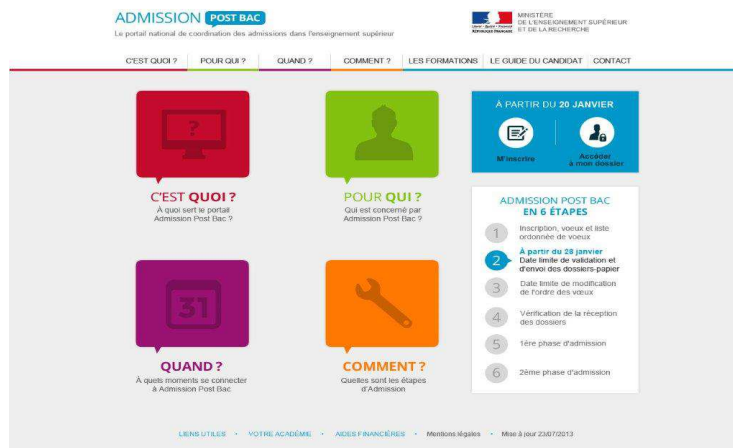 ADMISSION POST BAC
Le portail national de coordination des admissions dans l'enseignement supérieur
Liberté • Égalité • Fraternité
RÉPUBLIQUE FRANÇAISE
MINISTÈRE
DE L'ENSEIGNEMENT SUPÉRIEUR
ET DE LA RECHERCHE
C'EST QUOI ? POUR QUI ? QUAND ? COMMENT ? LES FORMATIONS LE GUIDE DU CANDIDAT CONTACT
?
C'EST QUOI ?
À quoi sert le portail
Admission Post Bac ?
POUR QUI ?
Qui est concerné par
Admission Post Bac ?
À PARTIR DU 20 JANVIER
M'inscrire
Accéder
à mon dossier
31
QUAND ?
À quels moments se connecter
à Admission Post Bac
COMMENT ?
Quelles sont les étapes
d'Admission
ADMISSION POST BAC
EN 6 ÉTAPES
1 Inscription, voeux et liste
ordonnée de voeux
À partir du 28 janvier
2 Date limite de validation et
d'envoi des dossiers-papier
3 Date limite de modification
de l'ordre des vœux
4 Vérification de la réception
des dossiers
5 1ére phase d'admission
6 2ème phase d'admission
LIENS UTILES • VOTRE ACADÉMIE • AIDES FINANCIÈRES • Mentions légales • Mise à jour 23/07/2013